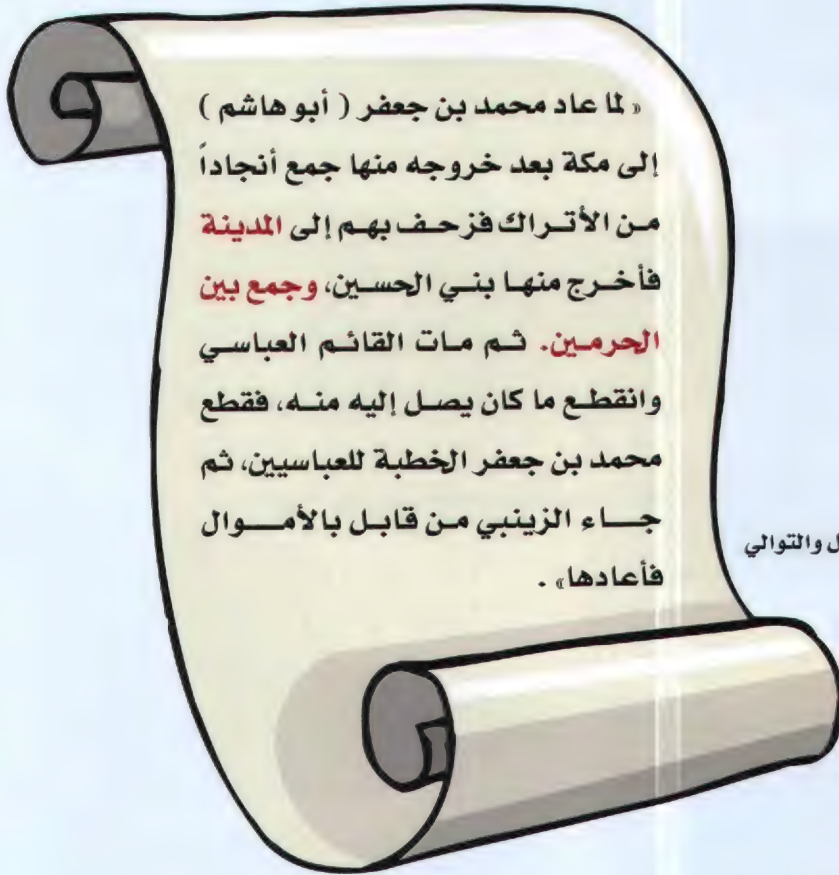 « لما عاد محمد بن جعفر ( أبو هاشم )
إلى مكة بعد خروجه منها جمع أنجاداً
من الأتراك فزحف بهم إلى المدينة
فأخرج منها بني الحسين، وجمع بين
الحرمين. ثم مات القائم العباسي
وانقطع ما كان يصل إليه منه، فقطع
محمد بن جعفر الخطبة للعباسيين، ثم
جاء الزينبي من قابل بالأموال
فأعادها» .
ل والتوالي